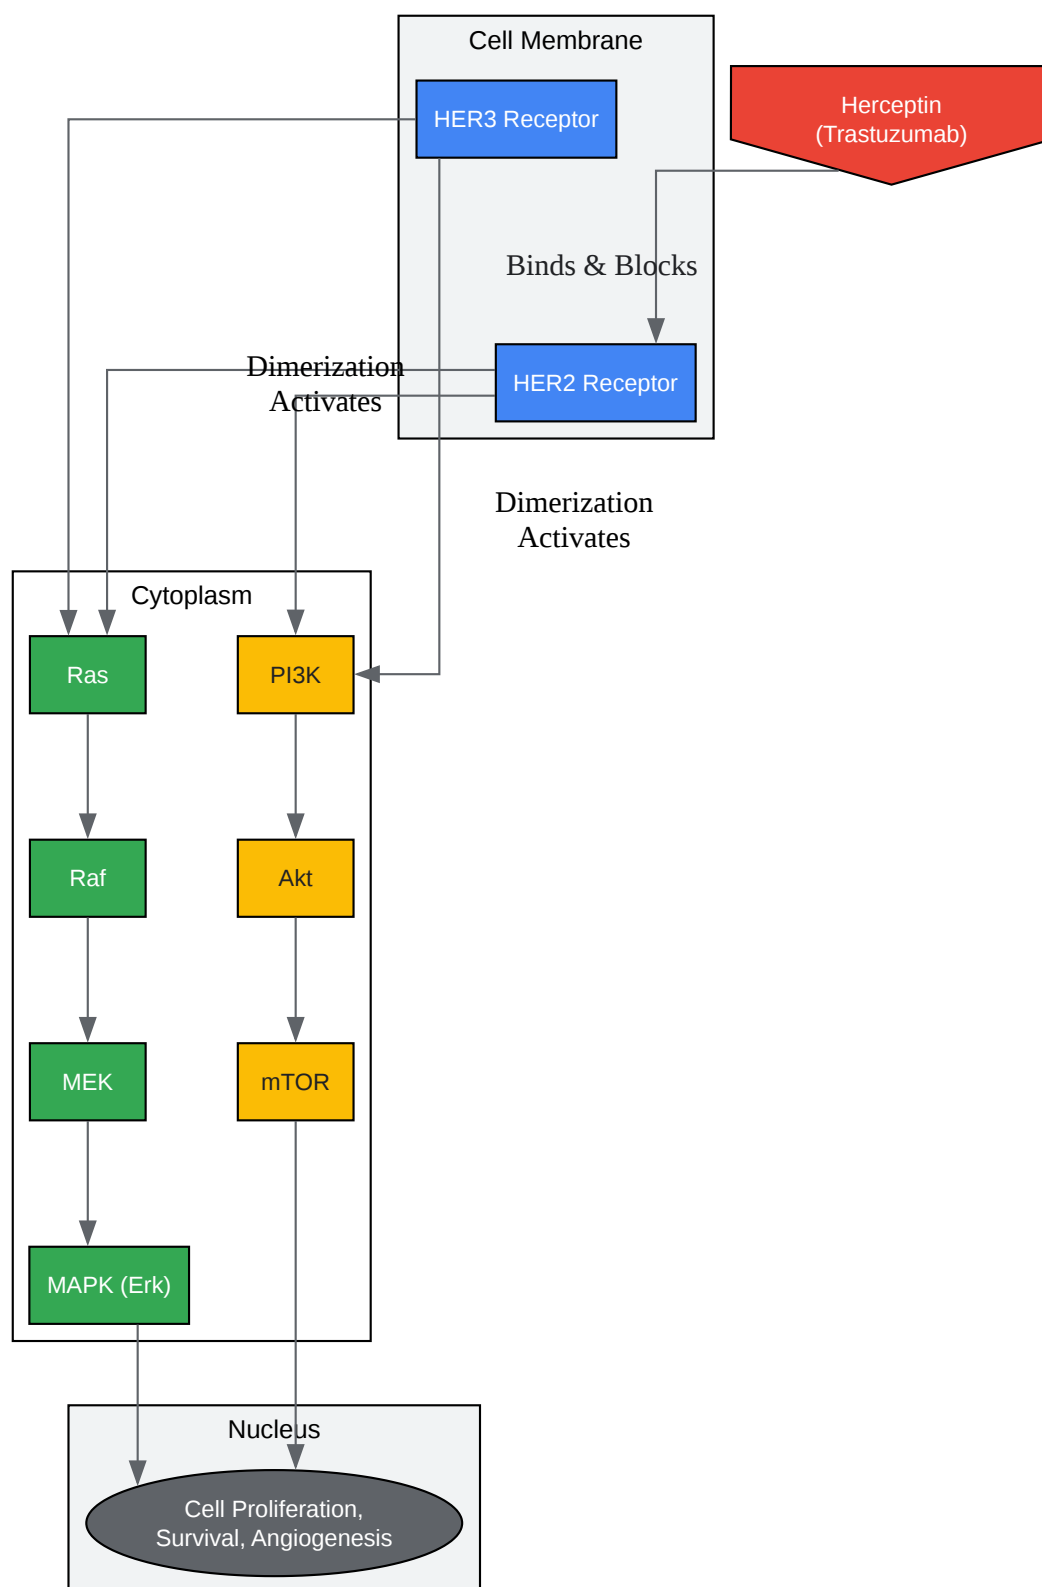 Cell Membrane
HER3 Receptor
Herceptin
(Trastuzumab)
Binds & Blocks
Dimerization
Activates
HER2 Receptor
Dimerization
Activates
Cytoplasm
Ras
PI3K
Raf
Akt
MEK
mTOR
MAPK (Erk)
Nucleus
Cell Proliferation,
Survival, Angiogenesis